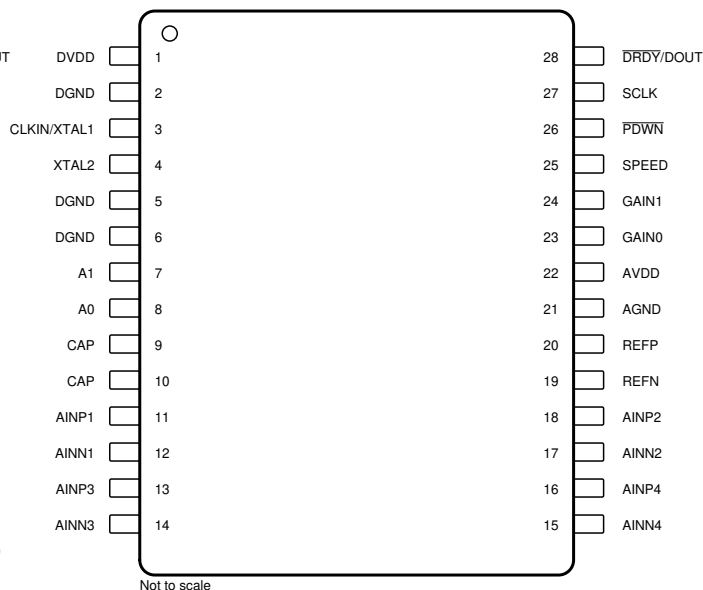 DVDD 1 28 DRDY/DOUT
DGND 2 27 SCLK
CLKIN/XTAL1 3 26 PDWN
XTAL2 4 25 SPEED
DGND 5 24 GAIN1
DGND 6 23 GAIN0
A1 7 22 AVDD
A0 8 21 AGND
CAP 9 20 REFP
CAP 10 19 REFN
AINP1 11 18 AINP2
AINN1 12 17 AINN2
AINP3 13 16 AINP4
AINN3 14 15 AINN4
Not to scale